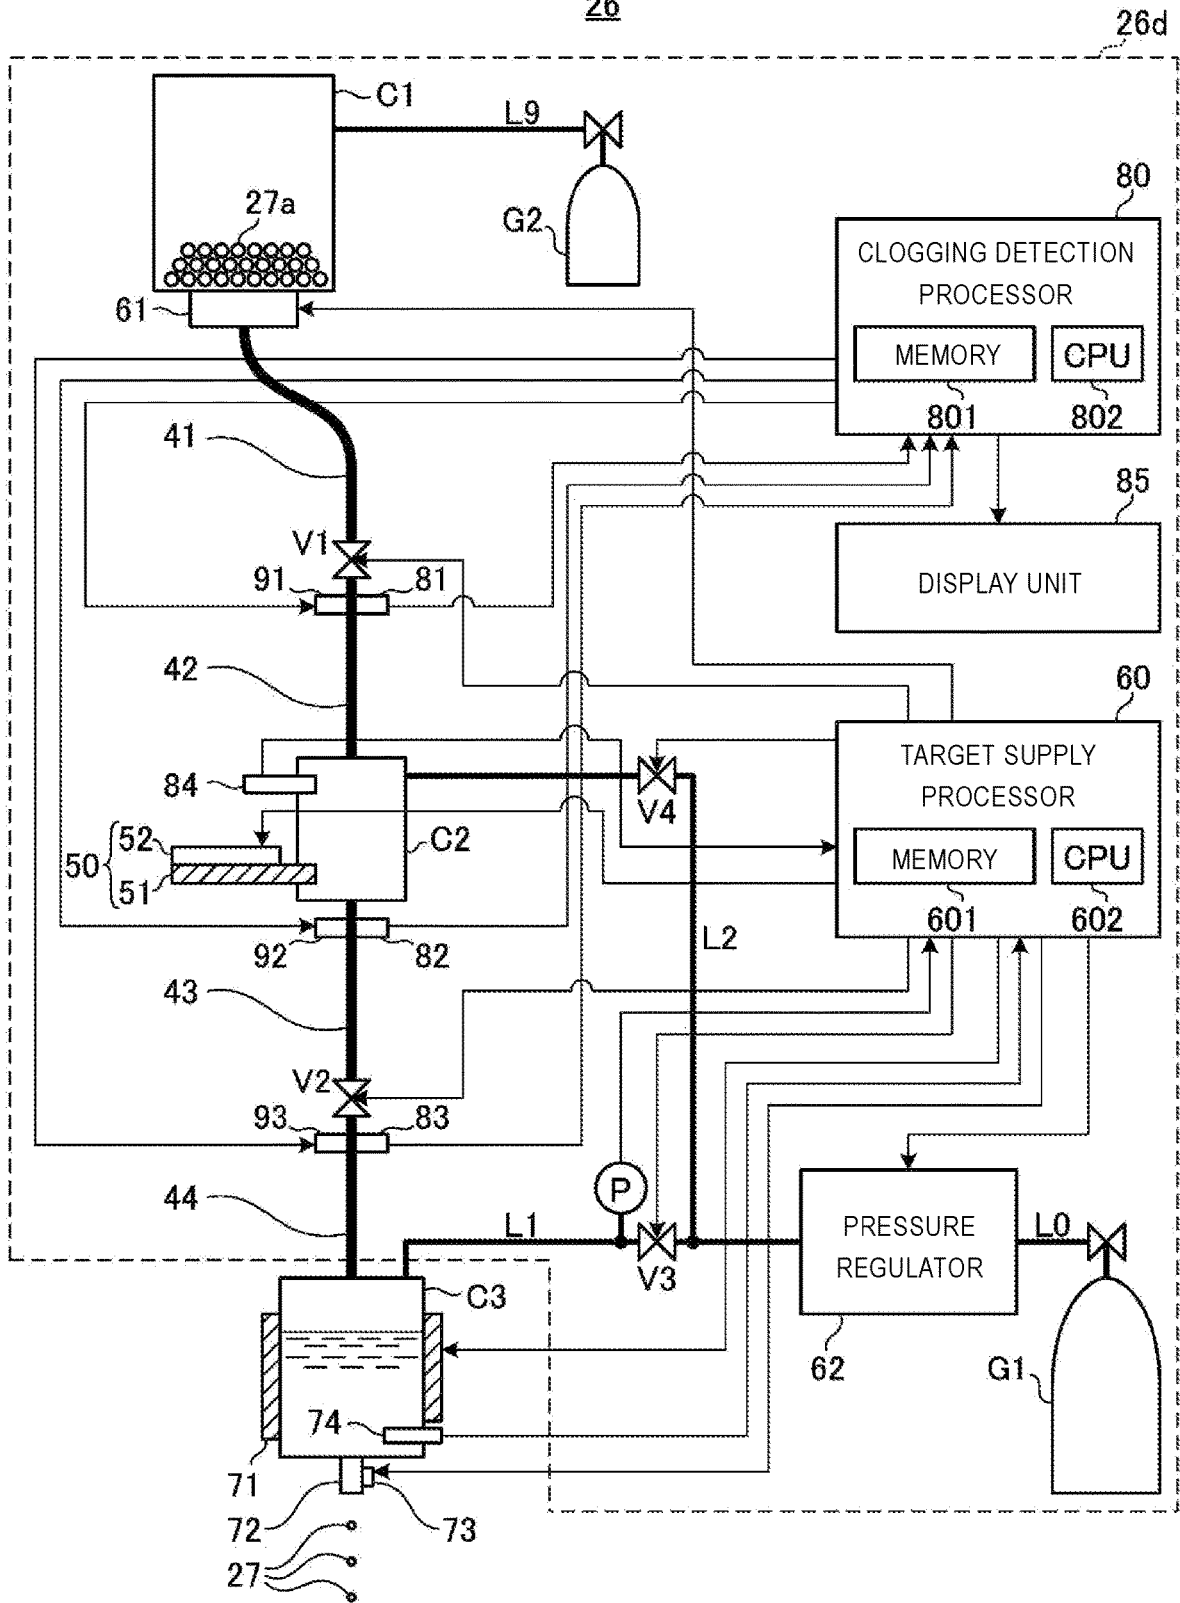 26
26d
C1
L9
27a
G2
80
61
CLOGGING DETECTION
PROCESSOR
MEMORY
CPU
801
802
41
85
V1
91
81
DISPLAY UNIT
42
60
TARGET SUPPLY
PROCESSOR
84
V4
52
C2
50
51
MEMORY
CPU
601
602
92
82
L2
43
V2
93
83
P
44
L1
V3
PRESSURE
REGULATOR
L0
C3
62
G1
74
71
72
73
27